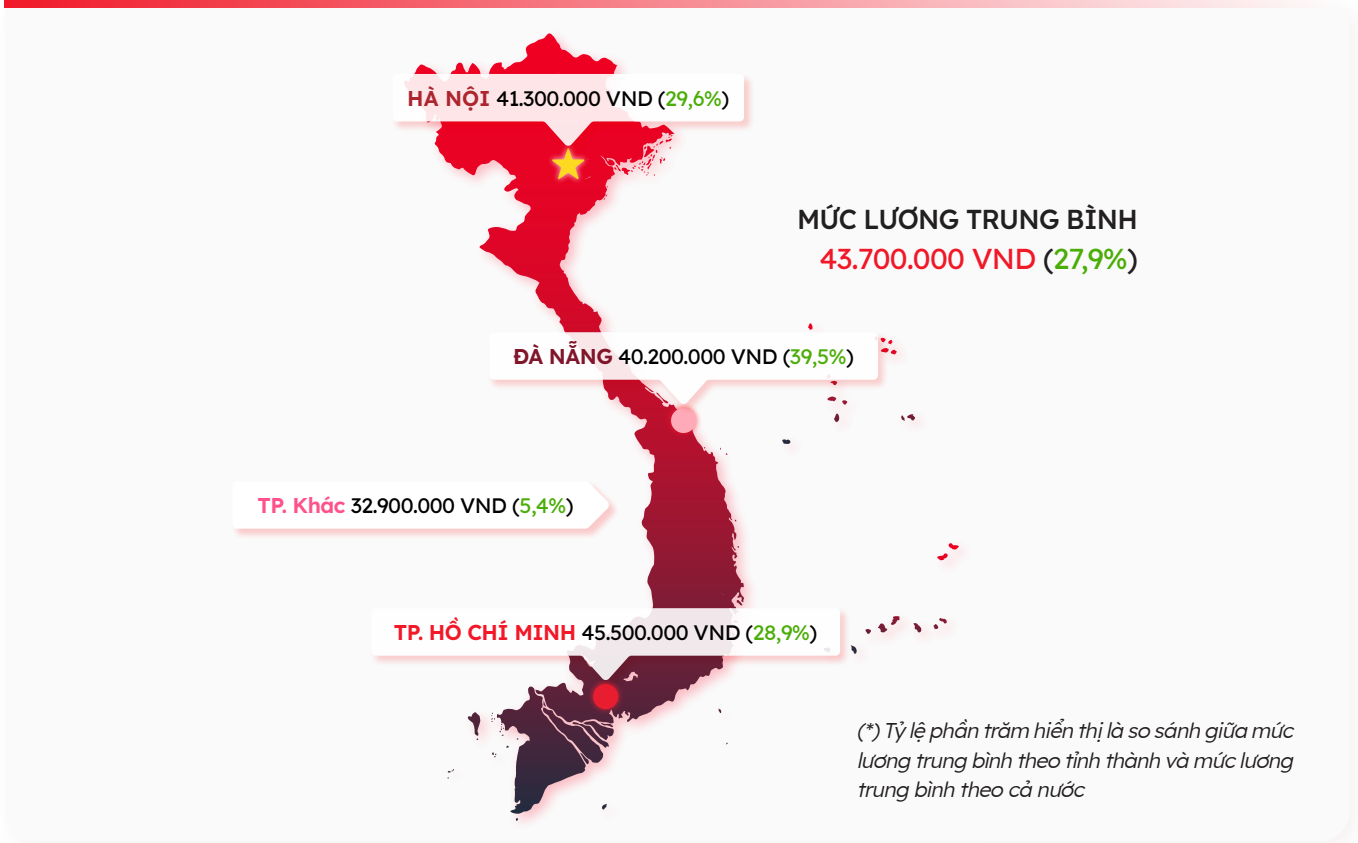 HÀ NỘI 41.300.000 VND (29,6%)
MỨC LƯƠNG TRUNG BÌNH
43.700.000 VND (27,9%)
ĐÀ NẴNG 40.200.000 VND (39,5%)
TP. Khác 32.900.000 VND (5,4%)
TP. HỒ CHÍ MINH 45.500.000 VND (28,9%)
(*) Tỷ lệ phần trăm hiển thị là so sánh giữa mức
lương trung bình theo tỉnh thành và mức lương
trung bình theo cả nước